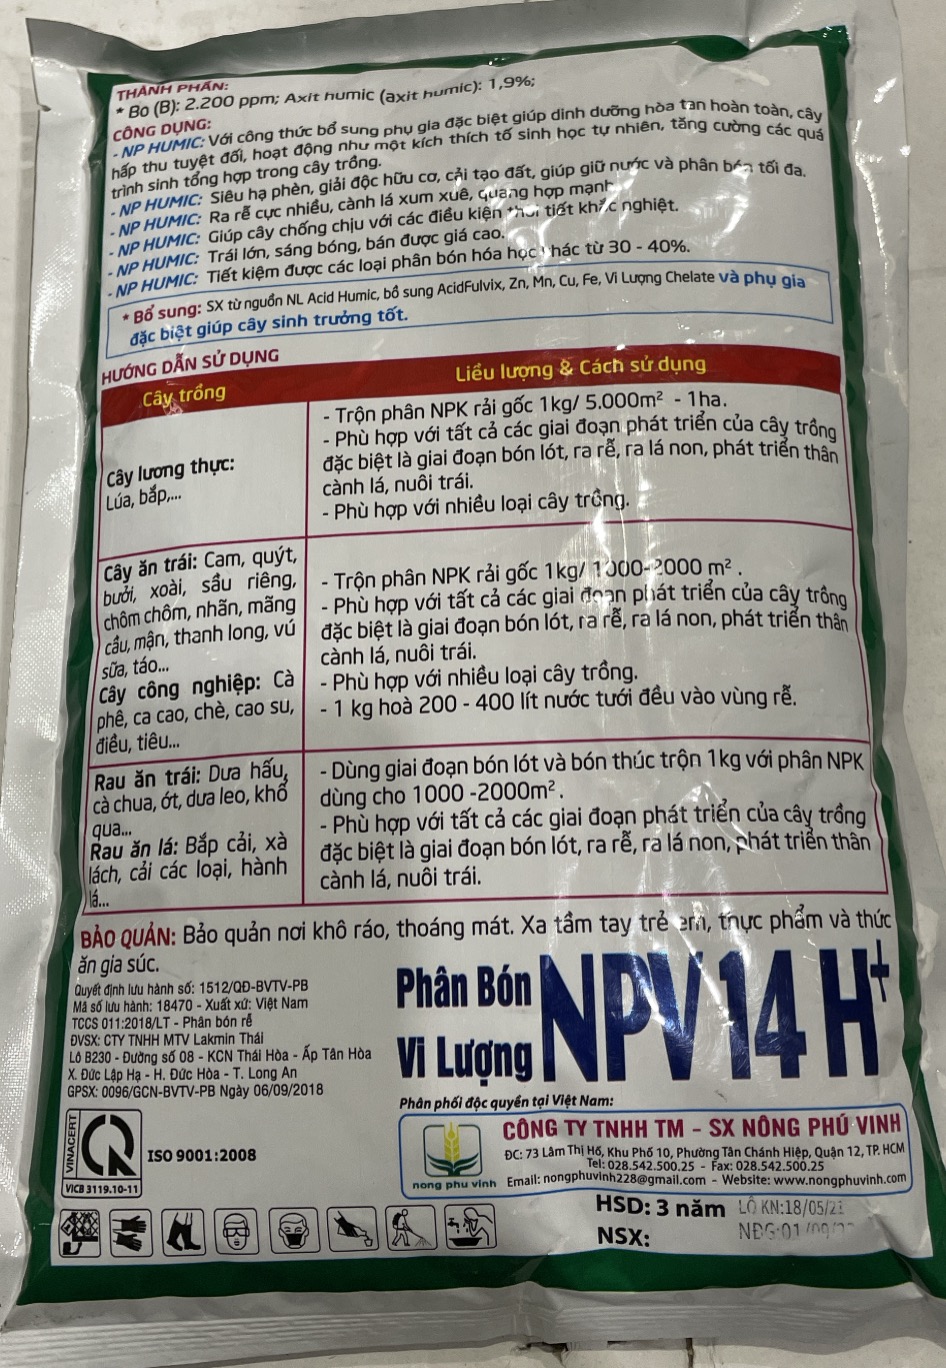 THÀNH PHẦN:
* Bo (B): 2.200 ppm; Axit humic (axit humic): 1,9%;
CÔNG DỤNG:
- NP HUMIC: Với công thức bổ sung phụ gia đặc biệt giúp dinh dưỡng hòa tan hoàn toàn, cây
hấp thu tuyệt đối, hoạt động như một kích thích tố sinh học tự nhiên, tăng cường các quá
trình sinh tổng hợp trong cây trồng.
- NP HUMIC: Siêu hạ phèn, giải độc hữu cơ, cải tạo đất, giúp giữ nước và phân bón tối đa.
- NP HUMIC: Ra rễ cực nhiều, cành lá xum xuê, quang hợp mạnh
- NP HUMIC: Giúp cây chống chịu với các điều kiện thời tiết khắc nghiệt.
- NP HUMIC: Trái lớn, sáng bóng, bán được giá cao.
- NP HUMIC: Tiết kiệm được các loại phân bón hóa học khác từ 30 - 40%.
* Bổ sung: SX từ nguồn NL Acid Humic, bổ sung AcidFulvix, Zn, Mn, Cu, Fe, Vi Lượng Chelate và phụ gia
đặc biệt giúp cây sinh trưởng tốt.
HƯỚNG DẪN SỬ DỤNG
Cây trồng
Liều lượng & Cách sử dụng
Cây lương thực:
Lúa, bắp,...
- Trộn phân NPK rải gốc 1kg/ 5.000m² - 1ha.
- Phù hợp với tất cả các giai đoạn phát triển của cây trồng
đặc biệt là giai đoạn bón lót, ra rễ, ra lá non, phát triển thân
cành lá, nuôi trái.
- Phù hợp với nhiều loại cây trồng.
Cây ăn trái: Cam, quýt,
bưởi, xoài, sầu riêng,
chôm chôm, nhãn, mãng
cầu, mận, thanh long, vú
sữa, táo...
Cây công nghiệp: Cà
phê, ca cao, chè, cao su,
điều, tiêu...
- Trộn phân NPK rải gốc 1kg/ 1000-2000 m².
- Phù hợp với tất cả các giai đoạn phát triển của cây trồng
đặc biệt là giai đoạn bón lót, ra rễ, ra lá non, phát triển thân
cành lá, nuôi trái.
- Phù hợp với nhiều loại cây trồng.
- 1 kg hoà 200 - 400 lít nước tưới đều vào vùng rễ.
Rau ăn trái: Dưa hấu,
cà chua, ớt, dưa leo, khổ
qua...
Rau ăn lá: Bắp cải, xà
lách, cải các loại, hành
lá...
- Dùng giai đoạn bón lót và bón thúc trộn 1kg với phân NPK
dùng cho 1000 -2000m².
- Phù hợp với tất cả các giai đoạn phát triển của cây trồng
đặc biệt là giai đoạn bón lót, ra rễ, ra lá non, phát triển thân
cành lá, nuôi trái.
BẢO QUẢN: Bảo quản nơi khô ráo, thoáng mát. Xa tầm tay trẻ em, thực phẩm và thức
ăn gia súc.
Quyết định lưu hành số: 1512/QĐ-BVTV-PB
Mã số lưu hành: 18470 - Xuất xứ: Việt Nam
TCCS 011:2018/LT - Phân bón rễ
ĐVSX: CTY TNHH MTV Lakmin Thái
Lô B230 - Đường số 08 - KCN Thái Hòa - Ấp Tân Hòa
X. Đức Lập Hạ - H. Đức Hòa - T. Long An
GPSX: 0096/GCN-BVTV-PB Ngày 06/09/2018
Phân Bón
Vi Lượng
NPV 14 H+
Phân phối độc quyền tại Việt Nam:
CÔNG TY TNHH TM - SX NÔNG PHÚ VINH
ĐC: 73 Lâm Thị Hố, Khu Phố 10, Phường Tân Chánh Hiệp, Quận 12, TP. HCM
Tel: 028.542.500.25 - Fax: 028.542.500.25
Email: nongphuvinh228@gmail.com - Website: www.nongphuvinh.com
nong phu vinh
VINACERT
VICB 3119.10-11
ISO 9001:2008
HSD: 3 năm
LÔ KN:18/05/21
NSX: